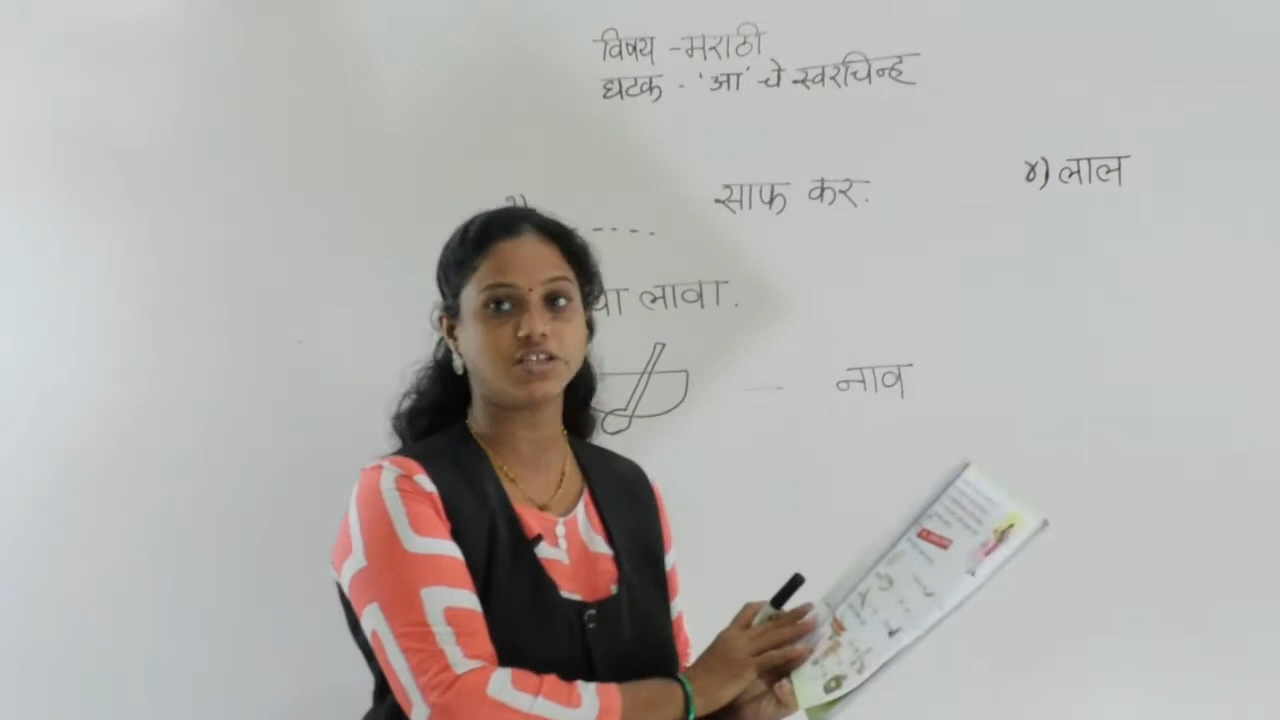 विषय - मराठी
घटक - 'आ' चे स्वरचिन्ह
..... साफ कर.
४) लाल
लावा.
नाव